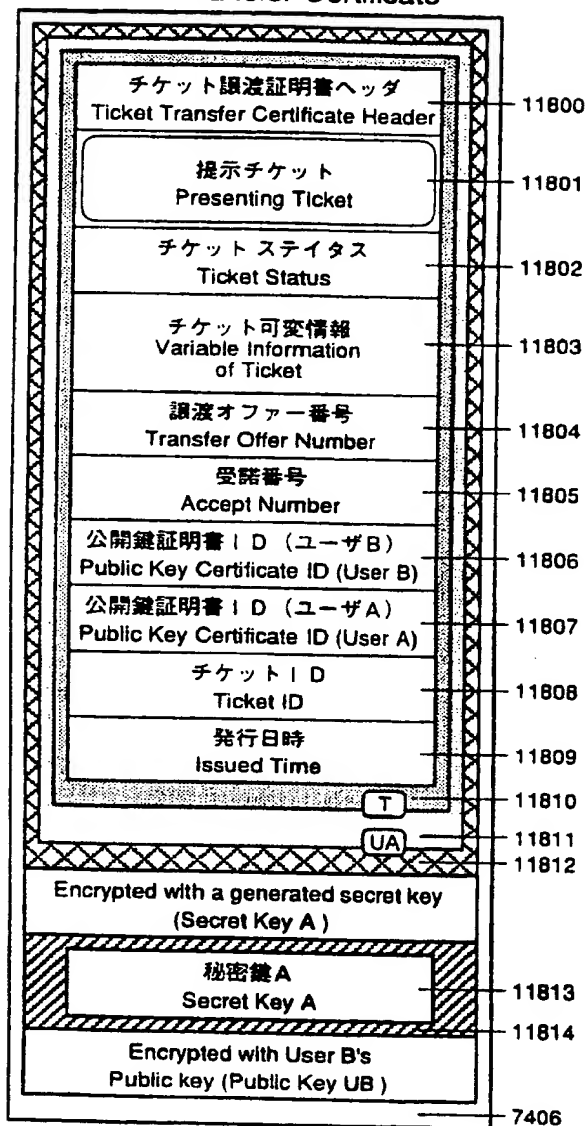 チケット譲渡証明書ヘッダ
Ticket Transfer Certificate Header
11800
提示チケット
Presenting Ticket
11801
チケット ステイタス
Ticket Status
11802
チケット可変情報
Variable Information
of Ticket
11803
譲渡オファー番号
Transfer Offer Number
11804
受諾番号
Accept Number
11805
公開鍵証明書ID(ユーザB)
Public Key Certificate ID (User B)
11806
公開鍵証明書ID(ユーザA)
Public Key Certificate ID (User A)
11807
チケットID
Ticket ID
11808
発行日時
Issued Time
11809
T
11810
UA
11811
11812
Encrypted with a generated secret key
(Secret Key A )
秘密鍵A
Secret Key A
11813
11814
Encrypted with User B's
Public key (Public Key UB )
7406